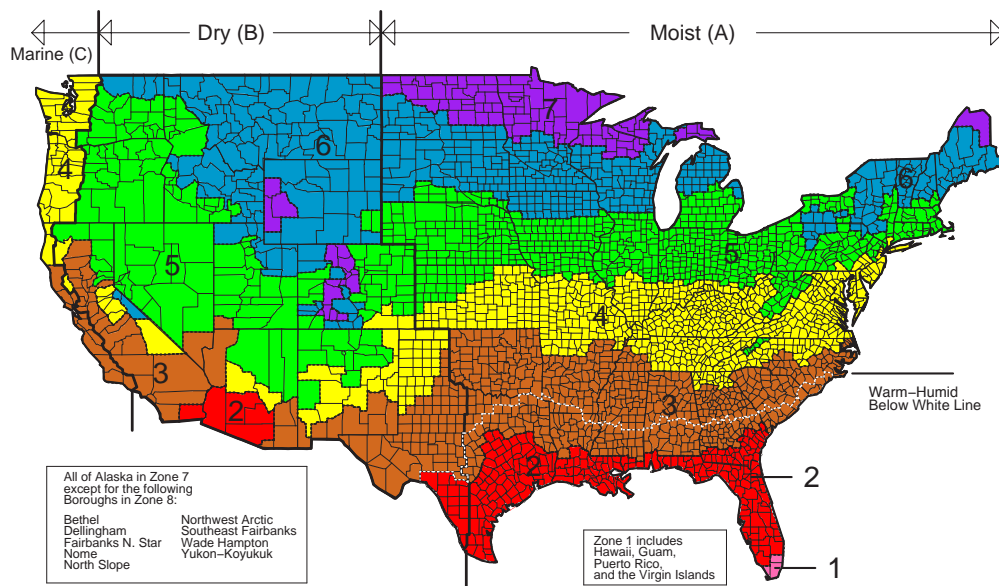 Marine (C)
Dry (B)
Moist (A)
7
6
6
4
5
5
4
3
3
2
2
Warm−Humid
Below White Line
2
1
All of Alaska in Zone 7
except for the following
Boroughs in Zone 8:
Bethel
Dellingham
Fairbanks N. Star
Nome
North Slope
Northwest Arctic
Southeast Fairbanks
Wade Hampton
Yukon−Koyukuk
Zone 1 includes
Hawaii, Guam,
Puerto Rico,
and the Virgin Islands